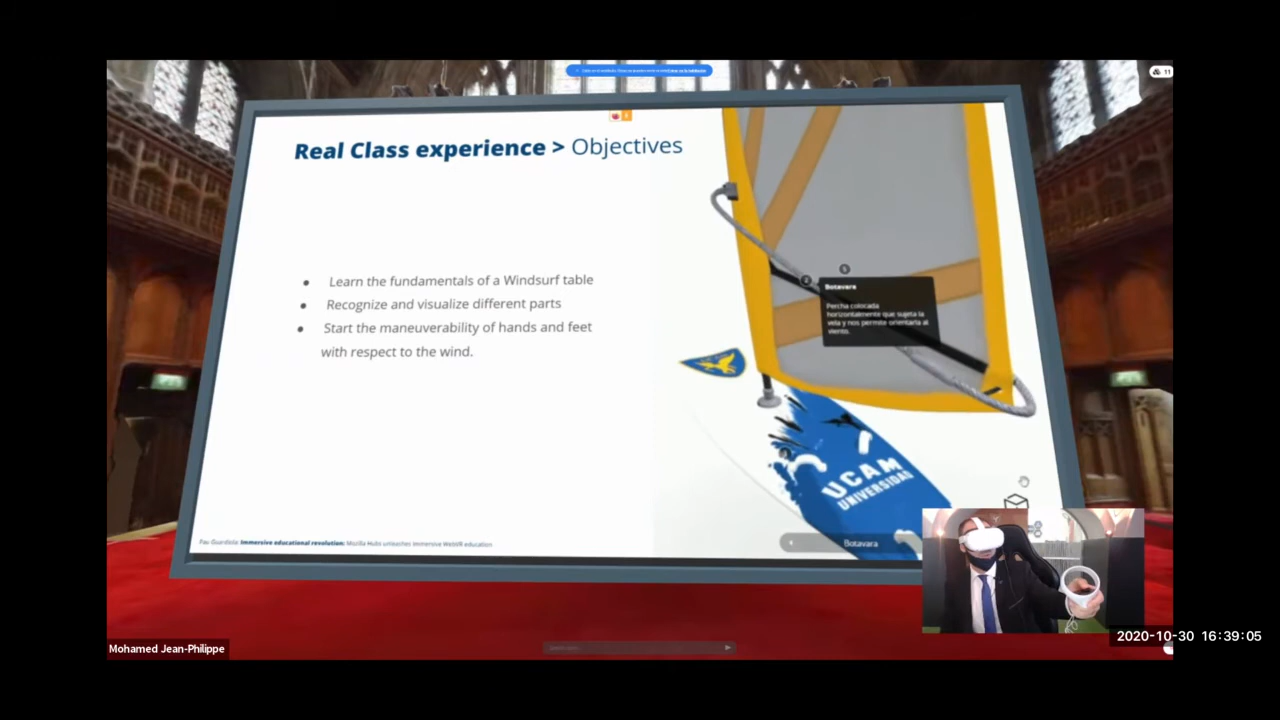 11
Real Class experience > Objectives
Learn the fundamentals of a Windsurf table
Recognize and visualize different parts
Start the maneuverability of hands and feet
with respect to the wind.
Botavara
Percha colocada
horizontalmente que sujeta la
vela y nos permite orientarla al
viento.
UCAM
UNIVERSIDAD
Botavara
Pau Guardiola Immersive educational revolution: Mozilla Hubs unleashes immersive WebXR education
2020-10-30 16:39:05
Mohamed Jean-Philippe